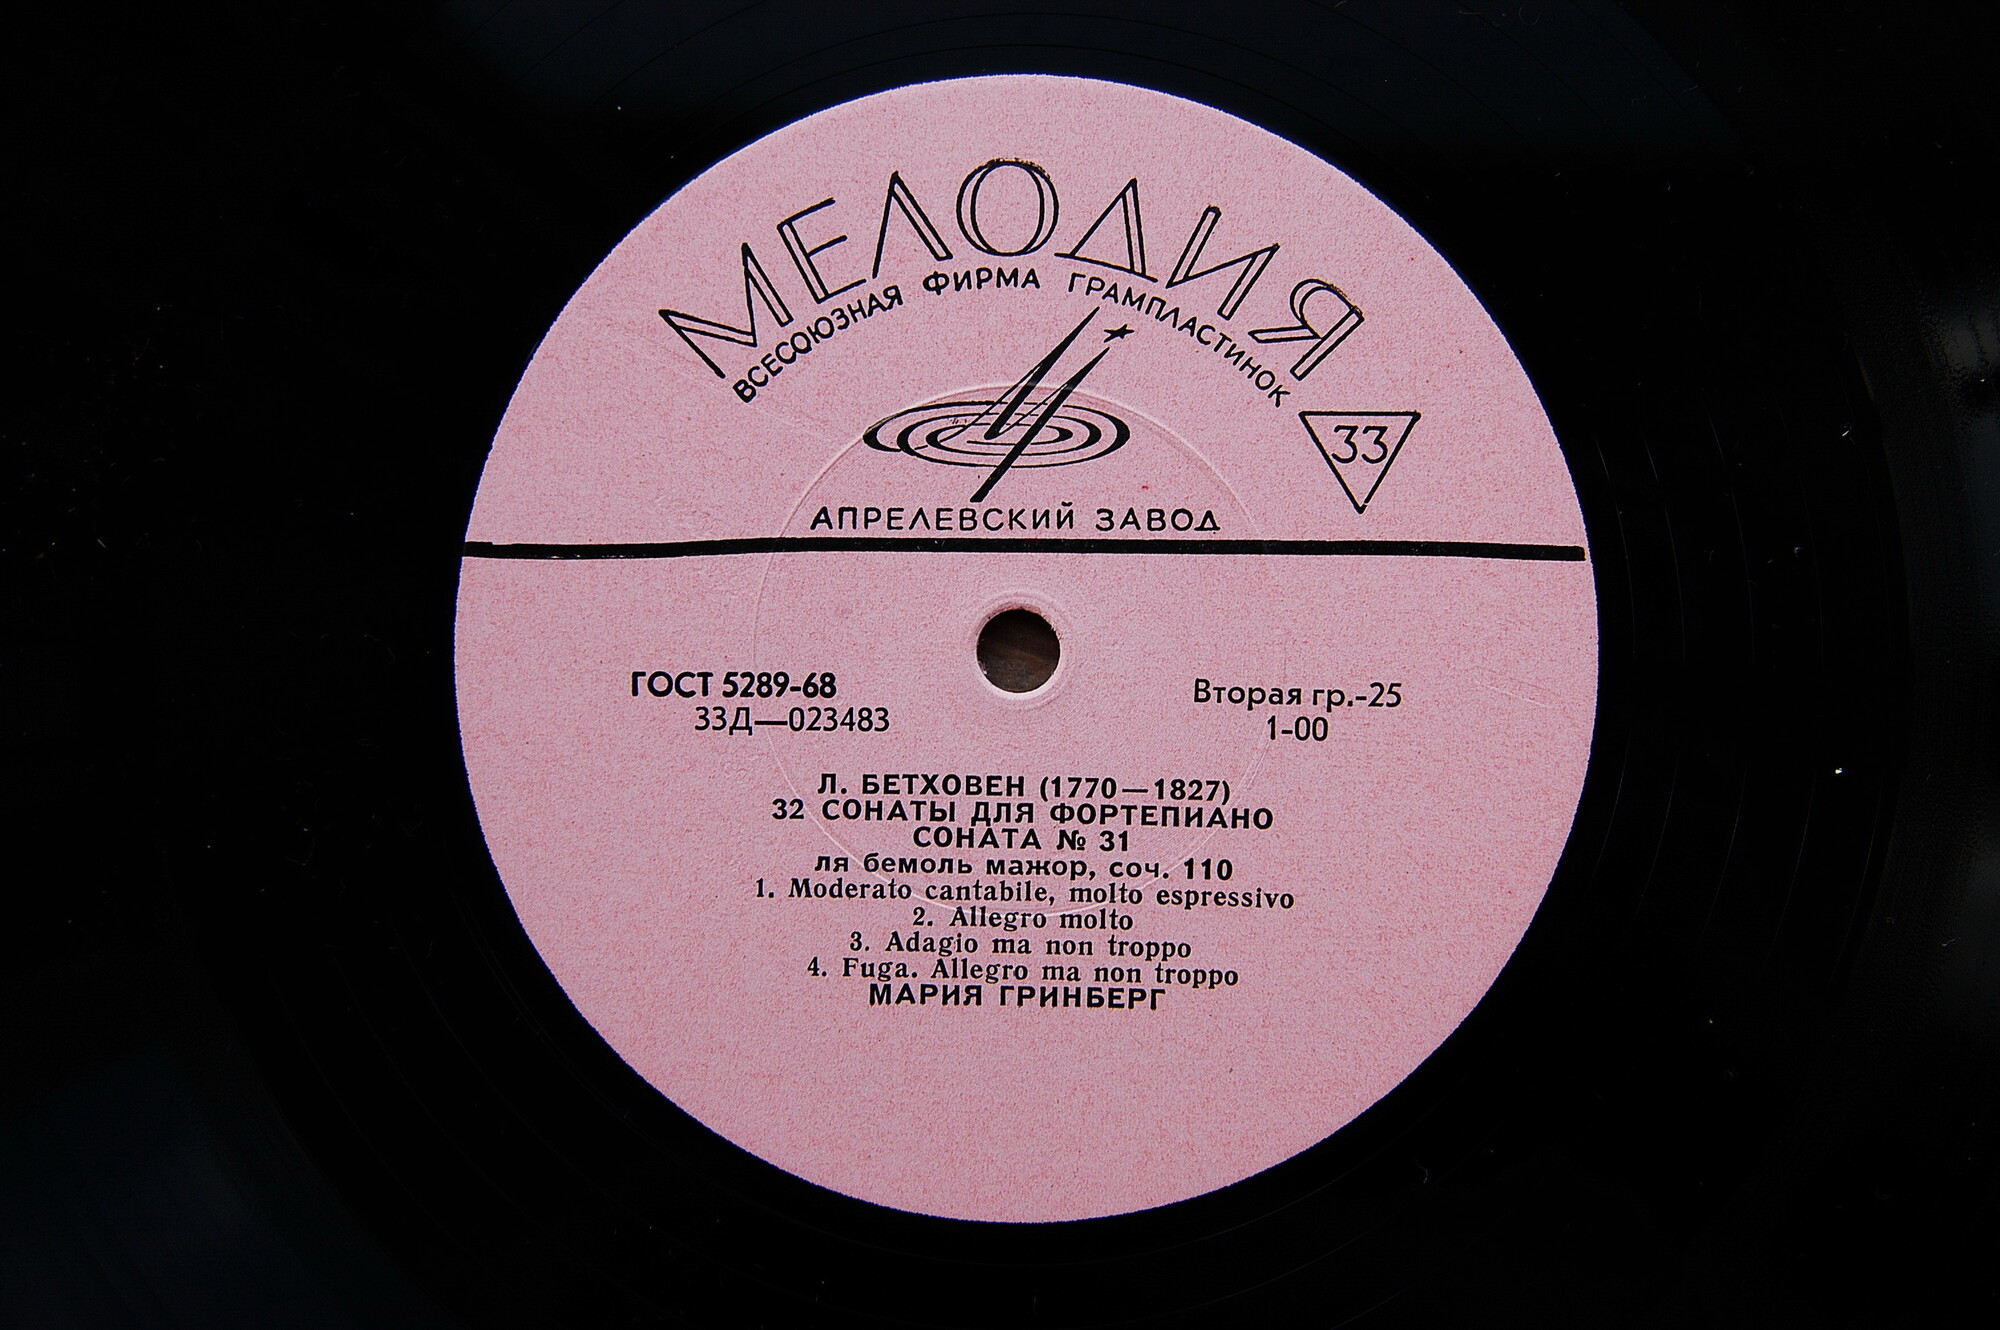 МЕЛОДИЯ
ВСЕСОЮЗНАЯ ФИРМА ГРАМПЛАСТИНОК
33
АПРЕЛЕВСКИЙ ЗАВОД
ГОСТ 5289-68
33Д—023483
Вторая гр.-25
1-00
Л. БЕТХОВЕН (1770—1827)
32 СОНАТЫ ДЛЯ ФОРТЕПИАНО
СОНАТА № 31
ля бемоль мажор, соч. 110
1. Moderato cantabile, molto espressivo
2. Allegro molto
3. Adagio ma non troppo
4. Fuga. Allegro ma non troppo
МАРИЯ ГРИНБЕРГ